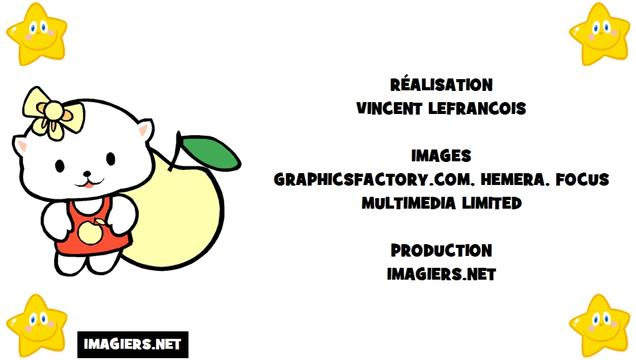 RÉALISATION
VINCENT LEFRANCOIS
IMAGES
GRAPHICSFACTORY.COM, HEMERA, FOCUS
MULTIMEDIA LIMITED
PRODUCTION
IMAGIERS.NET
IMAGIERS.NET